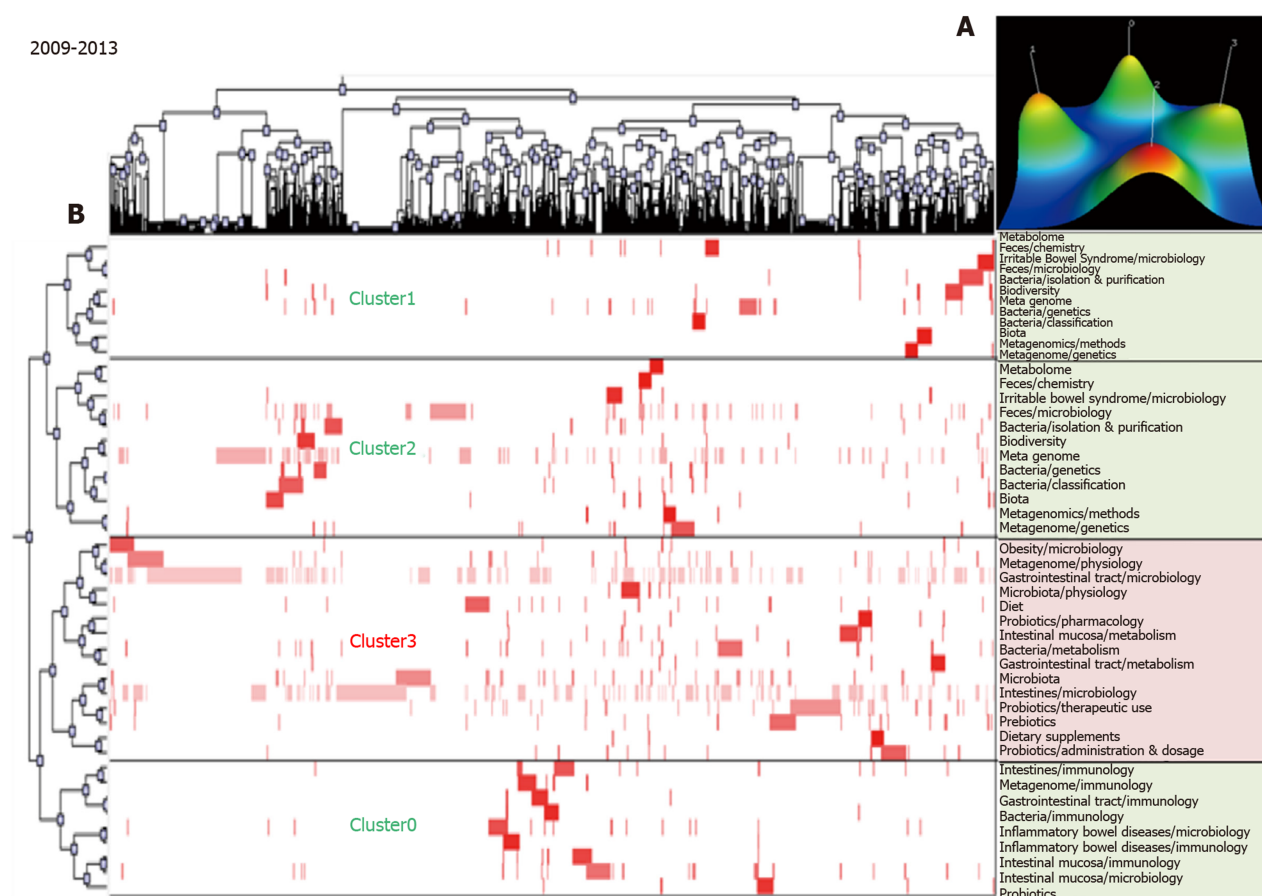 A
2009-2013
0
1
3
2
B
Metabolome
Feces/chemistry
Irritable Bowel Syndrome/microbiology
Feces/microbiology
Bacteria/isolation & purification
Biodiversity
Cluster1
Meta genome
Bacteria/genetics
Bacteria/classification
Biota
Metagenomics/methods
Metagenome/genetics
Metabolome
Feces/chemistry
Irritable bowel syndrome/microbiology
Feces/microbiology
Bacteria/isolation & purification
Biodiversity
Cluster2
Meta genome
Bacteria/genetics
Bacteria/classification
Biota
Metagenomics/methods
Metagenome/genetics
Obesity/microbiology
Metagenome/physiology
Gastrointestinal tract/microbiology
Microbiota/physiology
Diet
Probiotics/pharmacology
Intestinal mucosa/metabolism
Cluster3
Bacteria/metabolism
Gastrointestinal tract/metabolism
Microbiota
Intestines/microbiology
Probiotics/therapeutic use
Prebiotics
Dietary supplements
Probiotics/administration & dosage
Intestines/immunology
Metagenome/immunology
Gastrointestinal tract/immunology
Bacteria/immunology
Cluster0
Inflammatory bowel diseases/microbiology
Inflammatory bowel diseases/immunology
Intestinal mucosa/immunology
Intestinal mucosa/microbiology
Probiotics